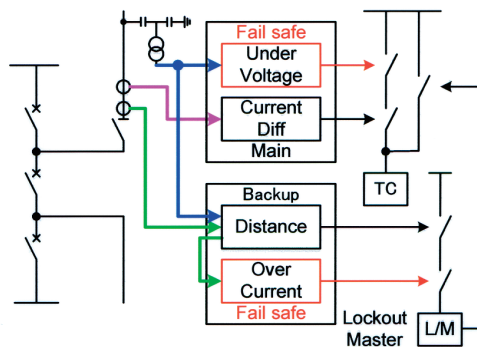 Fail safe
Under
Voltage
Current
Diff
Main
TC
Backup
Distance
Over
Current
Fail safe
Lockout
Master
L/M